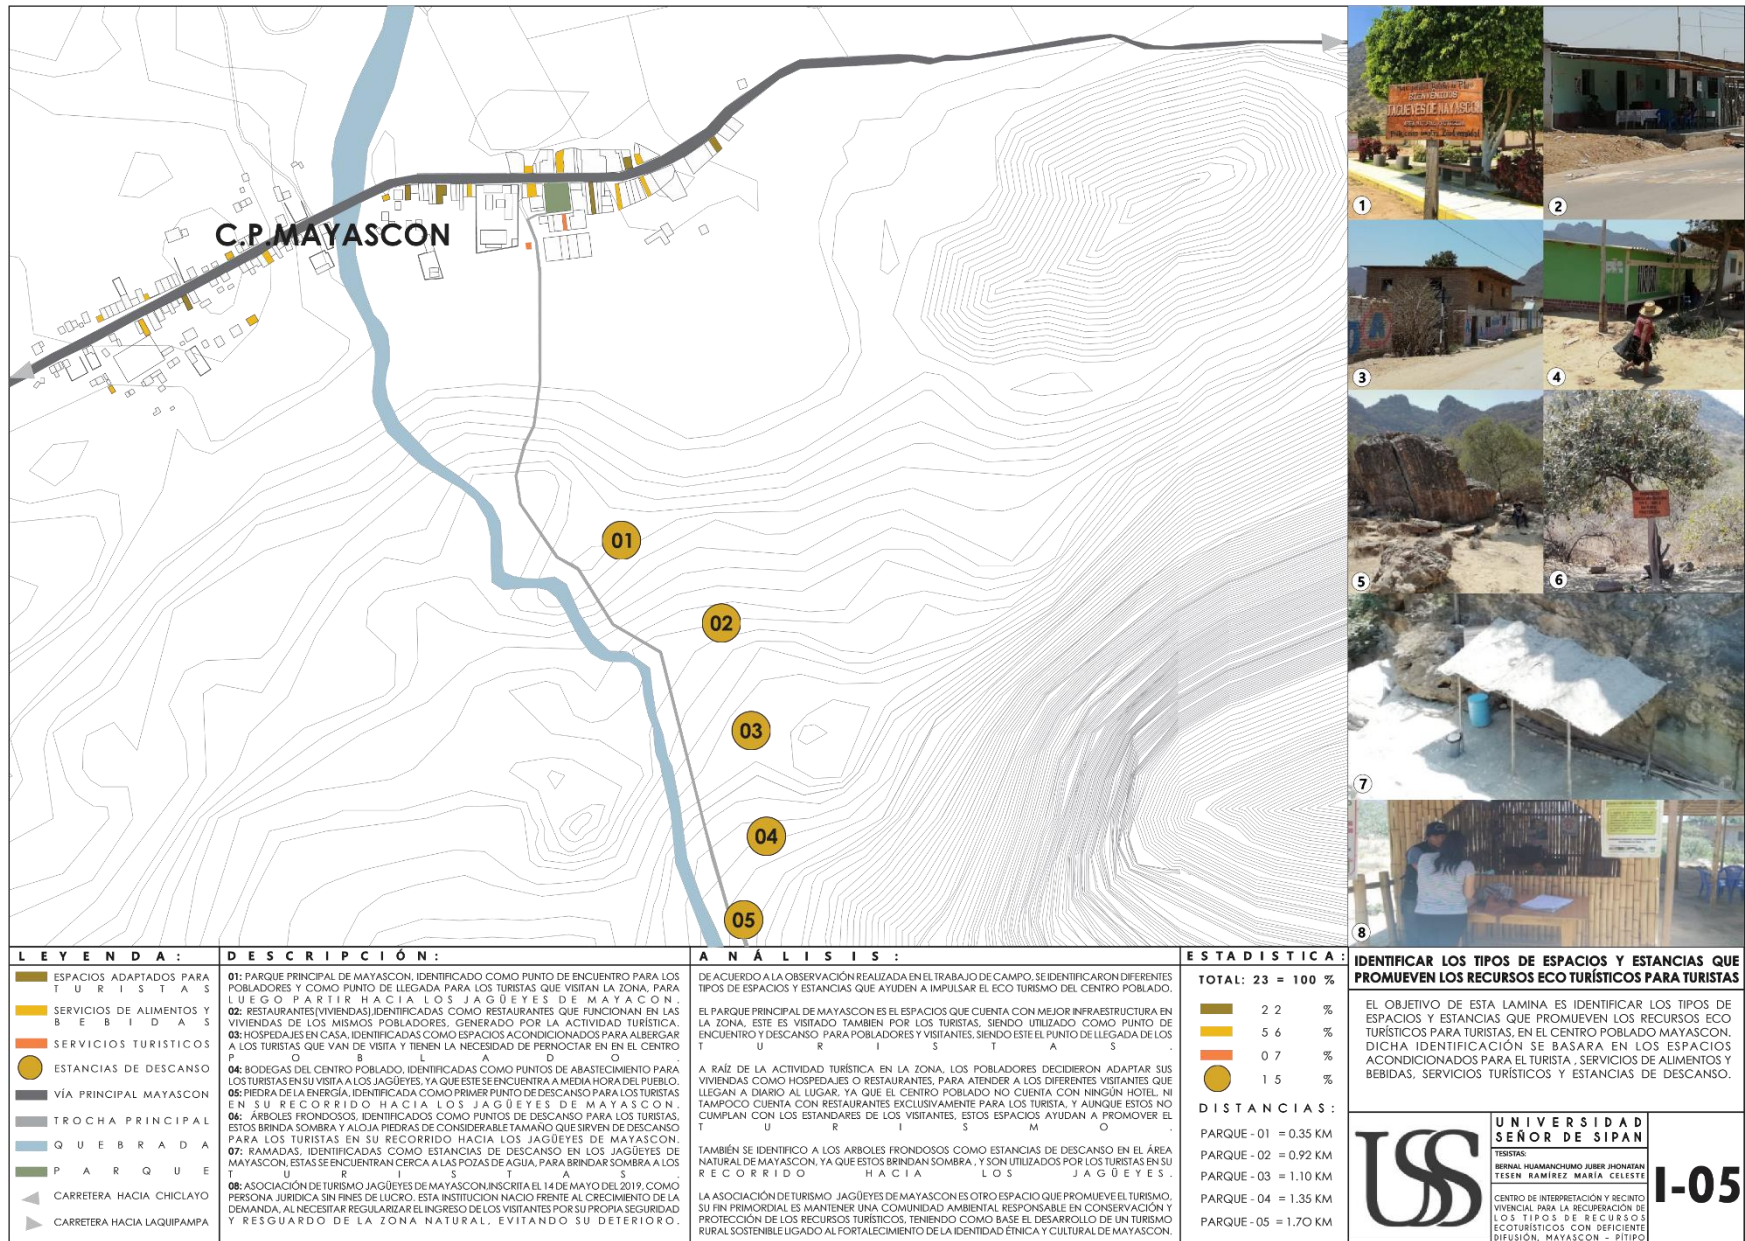 C.P.MAYASCON
01
02
03
04
05
BIENVENIDOS
JAGUEYES DE MAYASCON
1
2
3
4
5
6
7
8
LEYENDA:
ESPACIOS ADAPTADOS PARA
TURISTAS
SERVICIOS DE ALIMENTOS Y
BEBIDAS
SERVICIOS TURISTICOS
ESTANCIAS DE DESCANSO
VÍA PRINCIPAL MAYASCON
TROCHA PRINCIPAL
QUEBRADA
PARQUE
CARRETERA HACIA CHICLAYO
CARRETERA HACIA LAQUIPAMPA
DESCRIPCIÓN:
01: PARQUE PRINCIPAL DE MAYASCON, IDENTIFICADO COMO PUNTO DE ENCUENTRO PARA LOS
POBLADORES Y COMO PUNTO DE LLEGADA PARA LOS TURISTAS QUE VISITAN LA ZONA, PARA
LUEGO PARTIR HACIA LOS JAGÜEYES DE MAYACON.
02: RESTAURANTES(VIVIENDAS),IDENTIFICADAS COMO RESTAURANTES QUE FUNCIONAN EN LAS
VIVIENDAS DE LOS MISMOS POBLADORES, GENERADO POR LA ACTIVIDAD TURÍSTICA.
03: HOSPEDAJES EN CASA, IDENTIFICADAS COMO ESPACIOS ACONDICIONADOS PARA ALBERGAR
A LOS TURISTAS QUE VAN DE VISITA Y TIENEN LA NECESIDAD DE PERNOCTAR EN EN EL CENTRO
POBLADO.
04: BODEGAS DEL CENTRO POBLADO, IDENTIFICADAS COMO PUNTOS DE ABASTECIMIENTO PARA
LOS TURISTAS EN SU VISITA A LOS JAGÜEYES, YA QUE ESTE SE ENCUENTRA A MEDIA HORA DEL PUEBLO.
05: PIEDRA DE LA ENERGÍA, IDENTIFICADA COMO PRIMER PUNTO DE DESCANSO PARA LOS TURISTAS
EN SU RECORRIDO HACIA LOS JAGÜEYES DE MAYASCON.
06: ÁRBOLES FRONDOSOS, IDENTIFICADOS COMO PUNTOS DE DESCANSO PARA LOS TURISTAS,
ESTOS BRINDA SOMBRA Y ALOJA PIEDRAS DE CONSIDERABLE TAMAÑO QUE SIRVEN DE DESCANSO
PARA LOS TURISTAS EN SU RECORRIDO HACIA LOS JAGÜEYES DE MAYASCON.
07: RAMADAS, IDENTIFICADAS COMO ESTANCIAS DE DESCANSO EN LOS JAGÜEYES DE
MAYASCON, ESTAS SE ENCUENTRAN CERCA A LAS POZAS DE AGUA, PARA BRINDAR SOMBRA A LOS
TURISTAS.
08: ASOCIACIÓN DE TURISMO JAGÜEYES DE MAYASCON,INSCRITA EL 14 DE MAYO DEL 2019, COMO
PERSONA JURIDICA SIN FINES DE LUCRO. ESTA INSTITUCION NACIO FRENTE AL CRECIMIENTO DE LA
DEMANDA, AL NECESITAR REGULARIZAR EL INGRESO DE LOS VISITANTES POR SU PROPIA SEGURIDAD
Y RESGUARDO DE LA ZONA NATURAL, EVITANDO SU DETERIORO.
ANÁLISIS:
DE ACUERDO A LA OBSERVACIÓN REALIZADA EN EL TRABAJO DE CAMPO, SE IDENTIFICARON DIFERENTES
TIPOS DE ESPACIOS Y ESTANCIAS QUE AYUDEN A IMPULSAR EL ECO TURISMO DEL CENTRO POBLADO.
EL PARQUE PRINCIPAL DE MAYASCON ES EL ESPACIOS QUE CUENTA CON MEJOR INFRAESTRUCTURA EN
LA ZONA, ESTE ES VISITADO TAMBIEN POR LOS TURISTAS, SIENDO UTILIZADO COMO PUNTO DE
ENCUENTRO Y DESCANSO PARA POBLADORES Y VISITANTES, SIENDO ESTE EL PUNTO DE LLEGADA DE LOS
TURISTAS.
A RAÍZ DE LA ACTIVIDAD TURÍSTICA EN LA ZONA, LOS POBLADORES DECIDIERON ADAPTAR SUS
VIVIENDAS COMO HOSPEDAJES O RESTAURANTES, PARA ATENDER A LOS DIFERENTES VISITANTES QUE
LLEGAN A DIARIO AL LUGAR, YA QUE EL CENTRO POBLADO NO CUENTA CON NINGÚN HOTEL, NI
TAMPOCO CUENTA CON RESTAURANTES EXCLUSIVAMENTE PARA LOS TURISTA, Y AUNQUE ESTOS NO
CUMPLAN CON LOS ESTANDARES DE LOS VISITANTES, ESTOS ESPACIOS AYUDAN A PROMOVER EL
TURISMO.
TAMBIÉN SE IDENTIFICO A LOS ARBOLES FRONDOSOS COMO ESTANCIAS DE DESCANSO EN EL ÁREA
NATURAL DE MAYASCON, YA QUE ESTOS BRINDAN SOMBRA , Y SON UTILIZADOS POR LOS TURISTAS EN SU
RECORRIDO HACIA LOS JAGÜEYES.
LA ASOCIACIÓN DE TURISMO JAGÜEYES DE MAYASCON ES OTRO ESPACIO QUE PROMUEVE EL TURISMO,
SU FIN PRIMORDIAL ES MANTENER UNA COMUNIDAD AMBIENTAL RESPONSABLE EN CONSERVACIÓN Y
PROTECCIÓN DE LOS RECURSOS TURÍSTICOS, TENIENDO COMO BASE EL DESARROLLO DE UN TURISMO
RURAL SOSTENIBLE LIGADO AL FORTALECIMIENTO DE LA IDENTIDAD ÉTNICA Y CULTURAL DE MAYASCON.
ESTADISTICA:
TOTAL: 23 = 100 %
22 %
56 %
07 %
15 %
DISTANCIAS:
PARQUE - 01 = 0.35 KM
PARQUE - 02 = 0.92 KM
PARQUE - 03 = 1.10 KM
PARQUE - 04 = 1.35 KM
PARQUE - 05 = 1.70 KM
IDENTIFICAR LOS TIPOS DE ESPACIOS Y ESTANCIAS QUE
PROMUEVEN LOS RECURSOS ECO TURÍSTICOS PARA TURISTAS
EL OBJETIVO DE ESTA LAMINA ES IDENTIFICAR LOS TIPOS DE
ESPACIOS Y ESTANCIAS QUE PROMUEVEN LOS RECURSOS ECO
TURÍSTICOS PARA TURISTAS, EN EL CENTRO POBLADO MAYASCON.
DICHA IDENTIFICACIÓN SE BASARA EN LOS ESPACIOS
ACONDICIONADOS PARA EL TURISTA , SERVICIOS DE ALIMENTOS Y
BEBIDAS, SERVICIOS TURÍSTICOS Y ESTANCIAS DE DESCANSO.
USS
UNIVERSIDAD
SEÑOR DE SIPAN
TESISTAS:
BERNAL HUAMANCHUMO JUBER JHONATAN
TESEN RAMÍREZ MARÍA CELESTE
CENTRO DE INTERPRETACIÓN Y RECINTO
VIVENCIAL PARA LA RECUPERACIÓN DE
LOS TIPOS DE RECURSOS
ECOTURÍSTICOS CON DEFICIENTE
DIFUSIÓN, MAYASCON - PÍTIPO
I-05